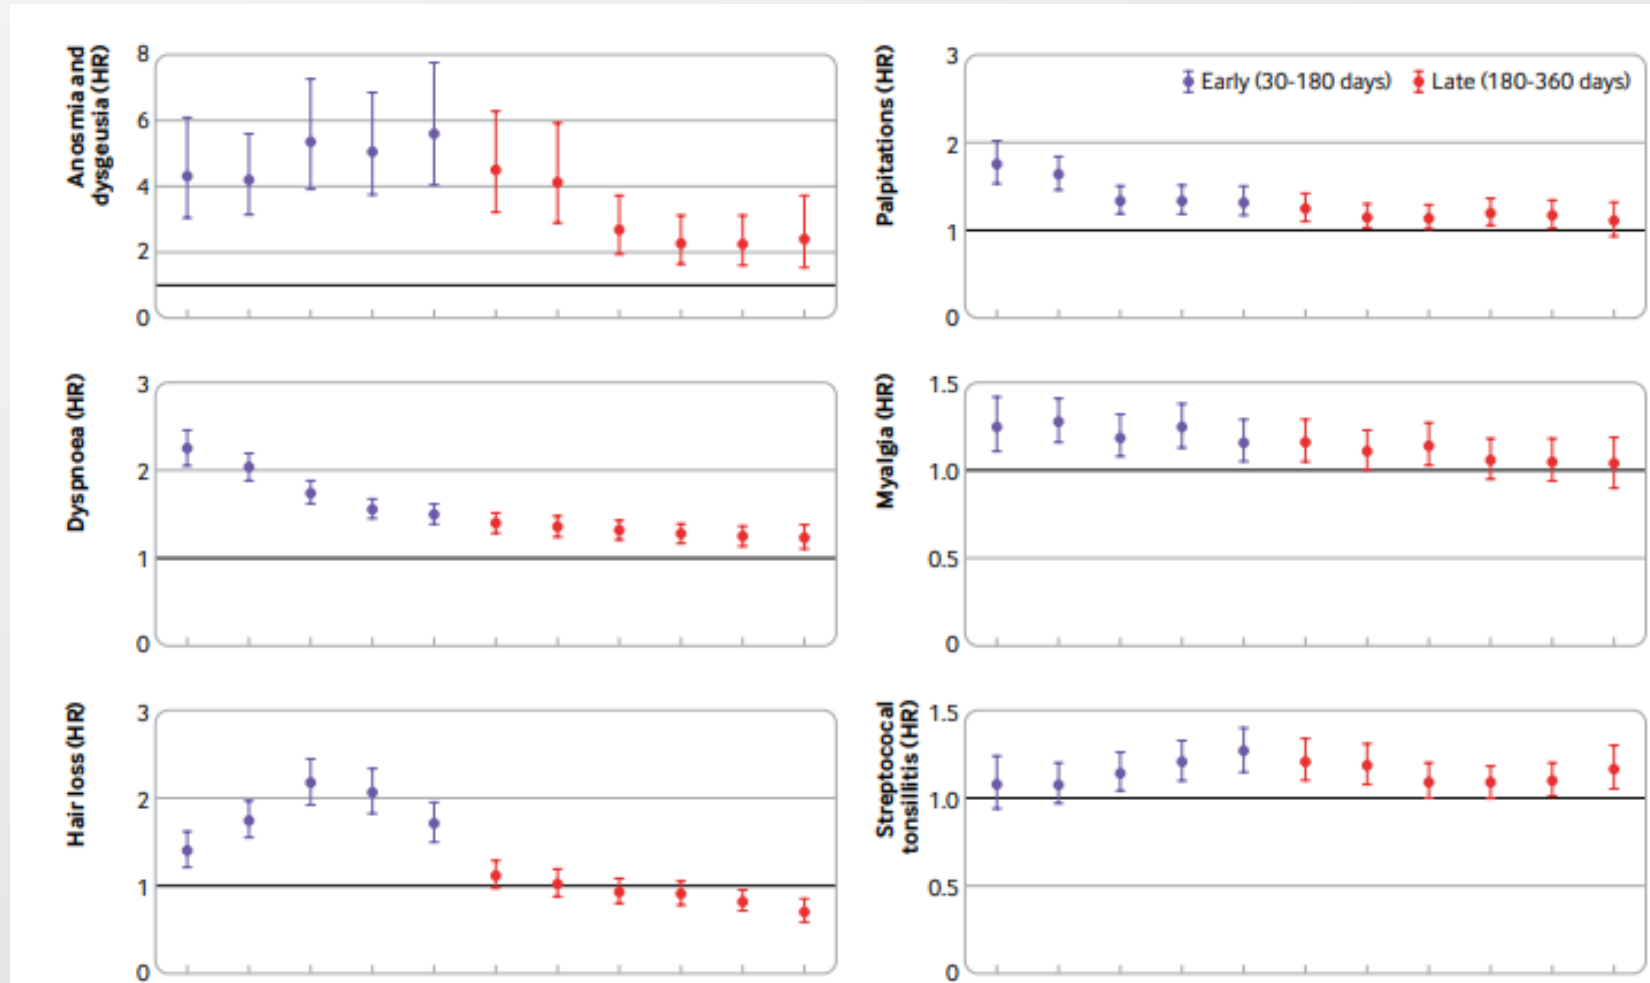 Anosmia and
dysgeusia (HR)
8
6
4
2
0
Palpitations (HR)
3
2
1
0
Early (30-180 days) Late (180-360 days)
Dyspnoea (HR)
3
2
1
0
Myalgia (HR)
1.5
1.0
0.5
0
Hair loss (HR)
3
2
1
0
Streptococal
tonsillitis (HR)
1.5
1.0
0.5
0